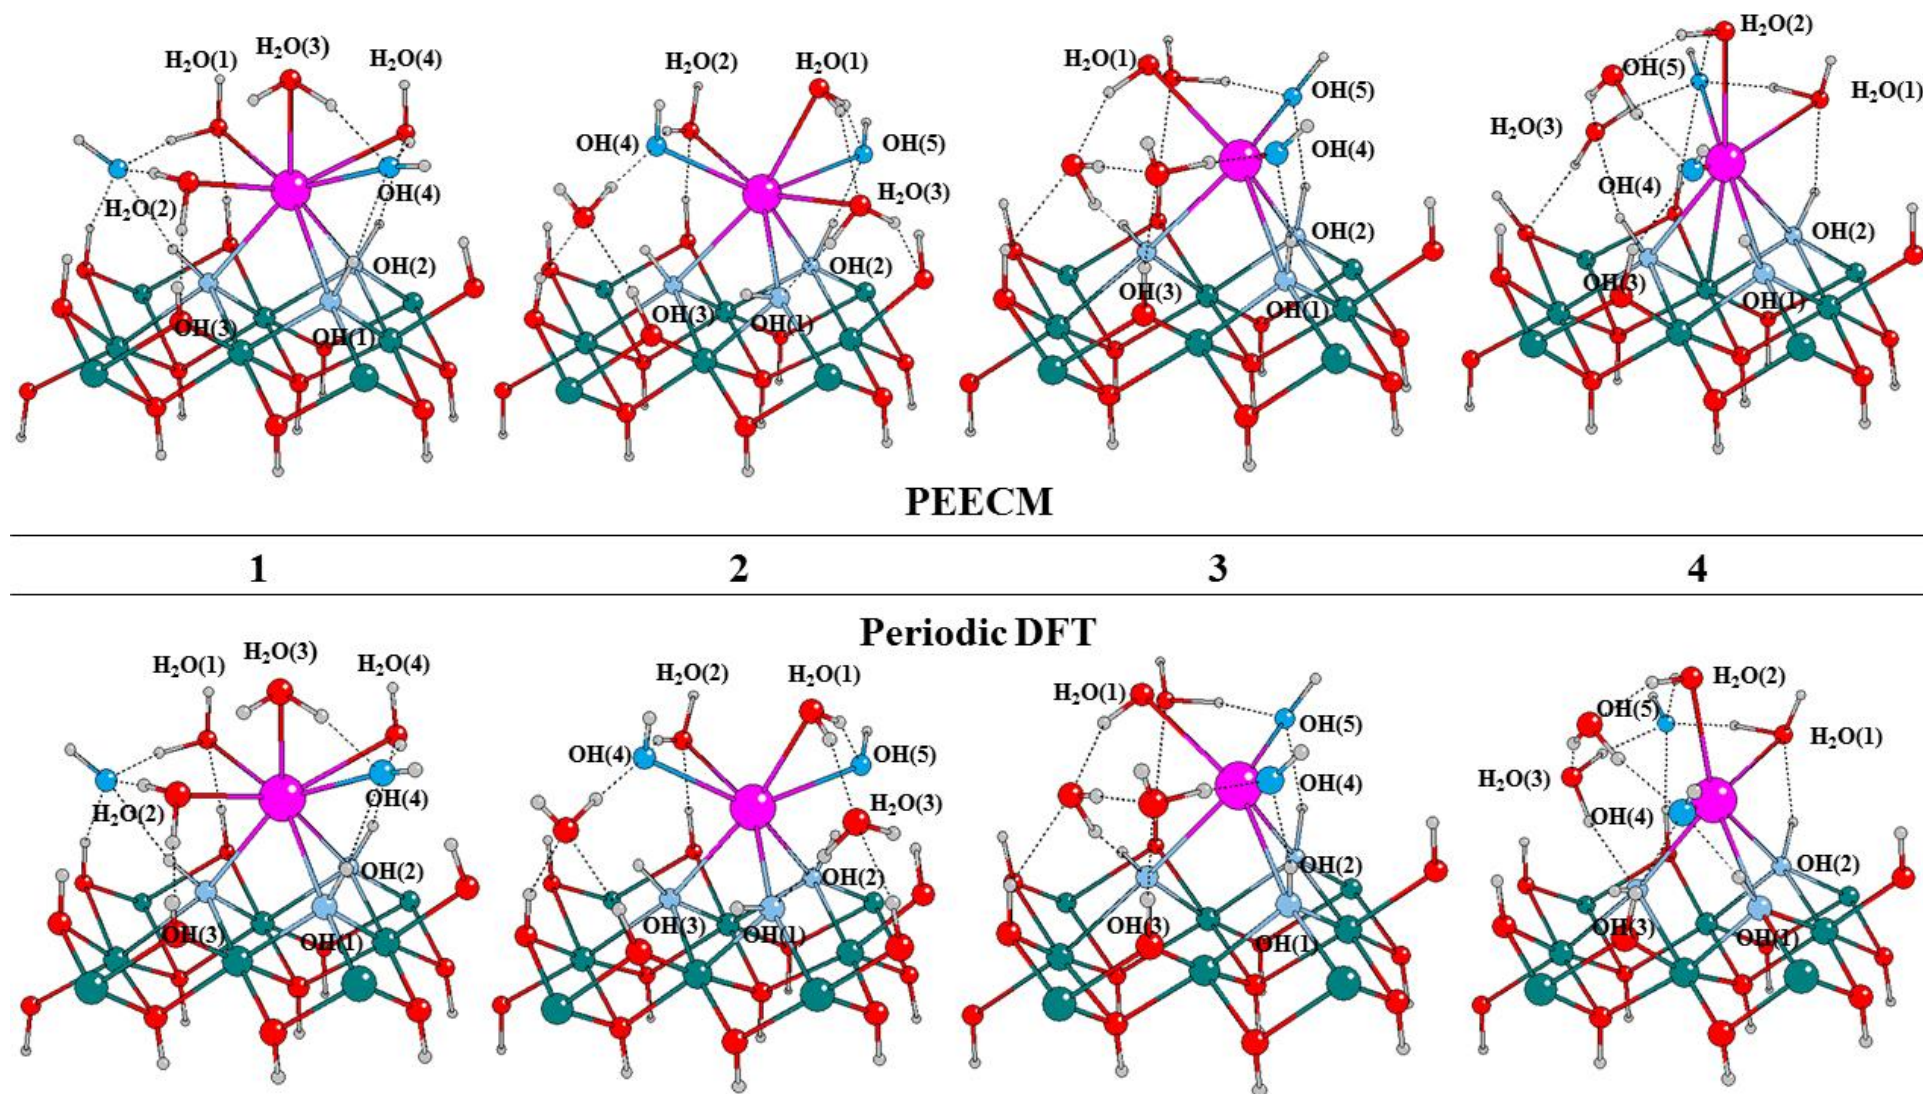 H₂O(1) H₂O(3) H₂O(4)
H₂O(2) OH(4)
OH(2)
OH(3) OH(1)
H₂O(2) H₂O(1)
OH(4) OH(5)
H₂O(3)
OH(2)
OH(3) OH(1)
H₂O(1)
OH(5)
OH(4)
OH(2)
OH(3) OH(1)
H₂O(2)
OH(5) H₂O(1)
H₂O(3)
OH(4)
OH(2)
OH(3) OH(1)
PEECM
1 2 3 4
Periodic DFT
H₂O(1) H₂O(3) H₂O(4)
H₂O(2) OH(4)
OH(2)
OH(3) OH(1)
H₂O(2) H₂O(1)
OH(4) OH(5)
H₂O(3)
OH(2)
OH(3) OH(1)
H₂O(1)
OH(5)
OH(4)
OH(2)
OH(3) OH(1)
H₂O(2)
OH(5) H₂O(1)
H₂O(3)
OH(4)
OH(2)
OH(3) OH(1)